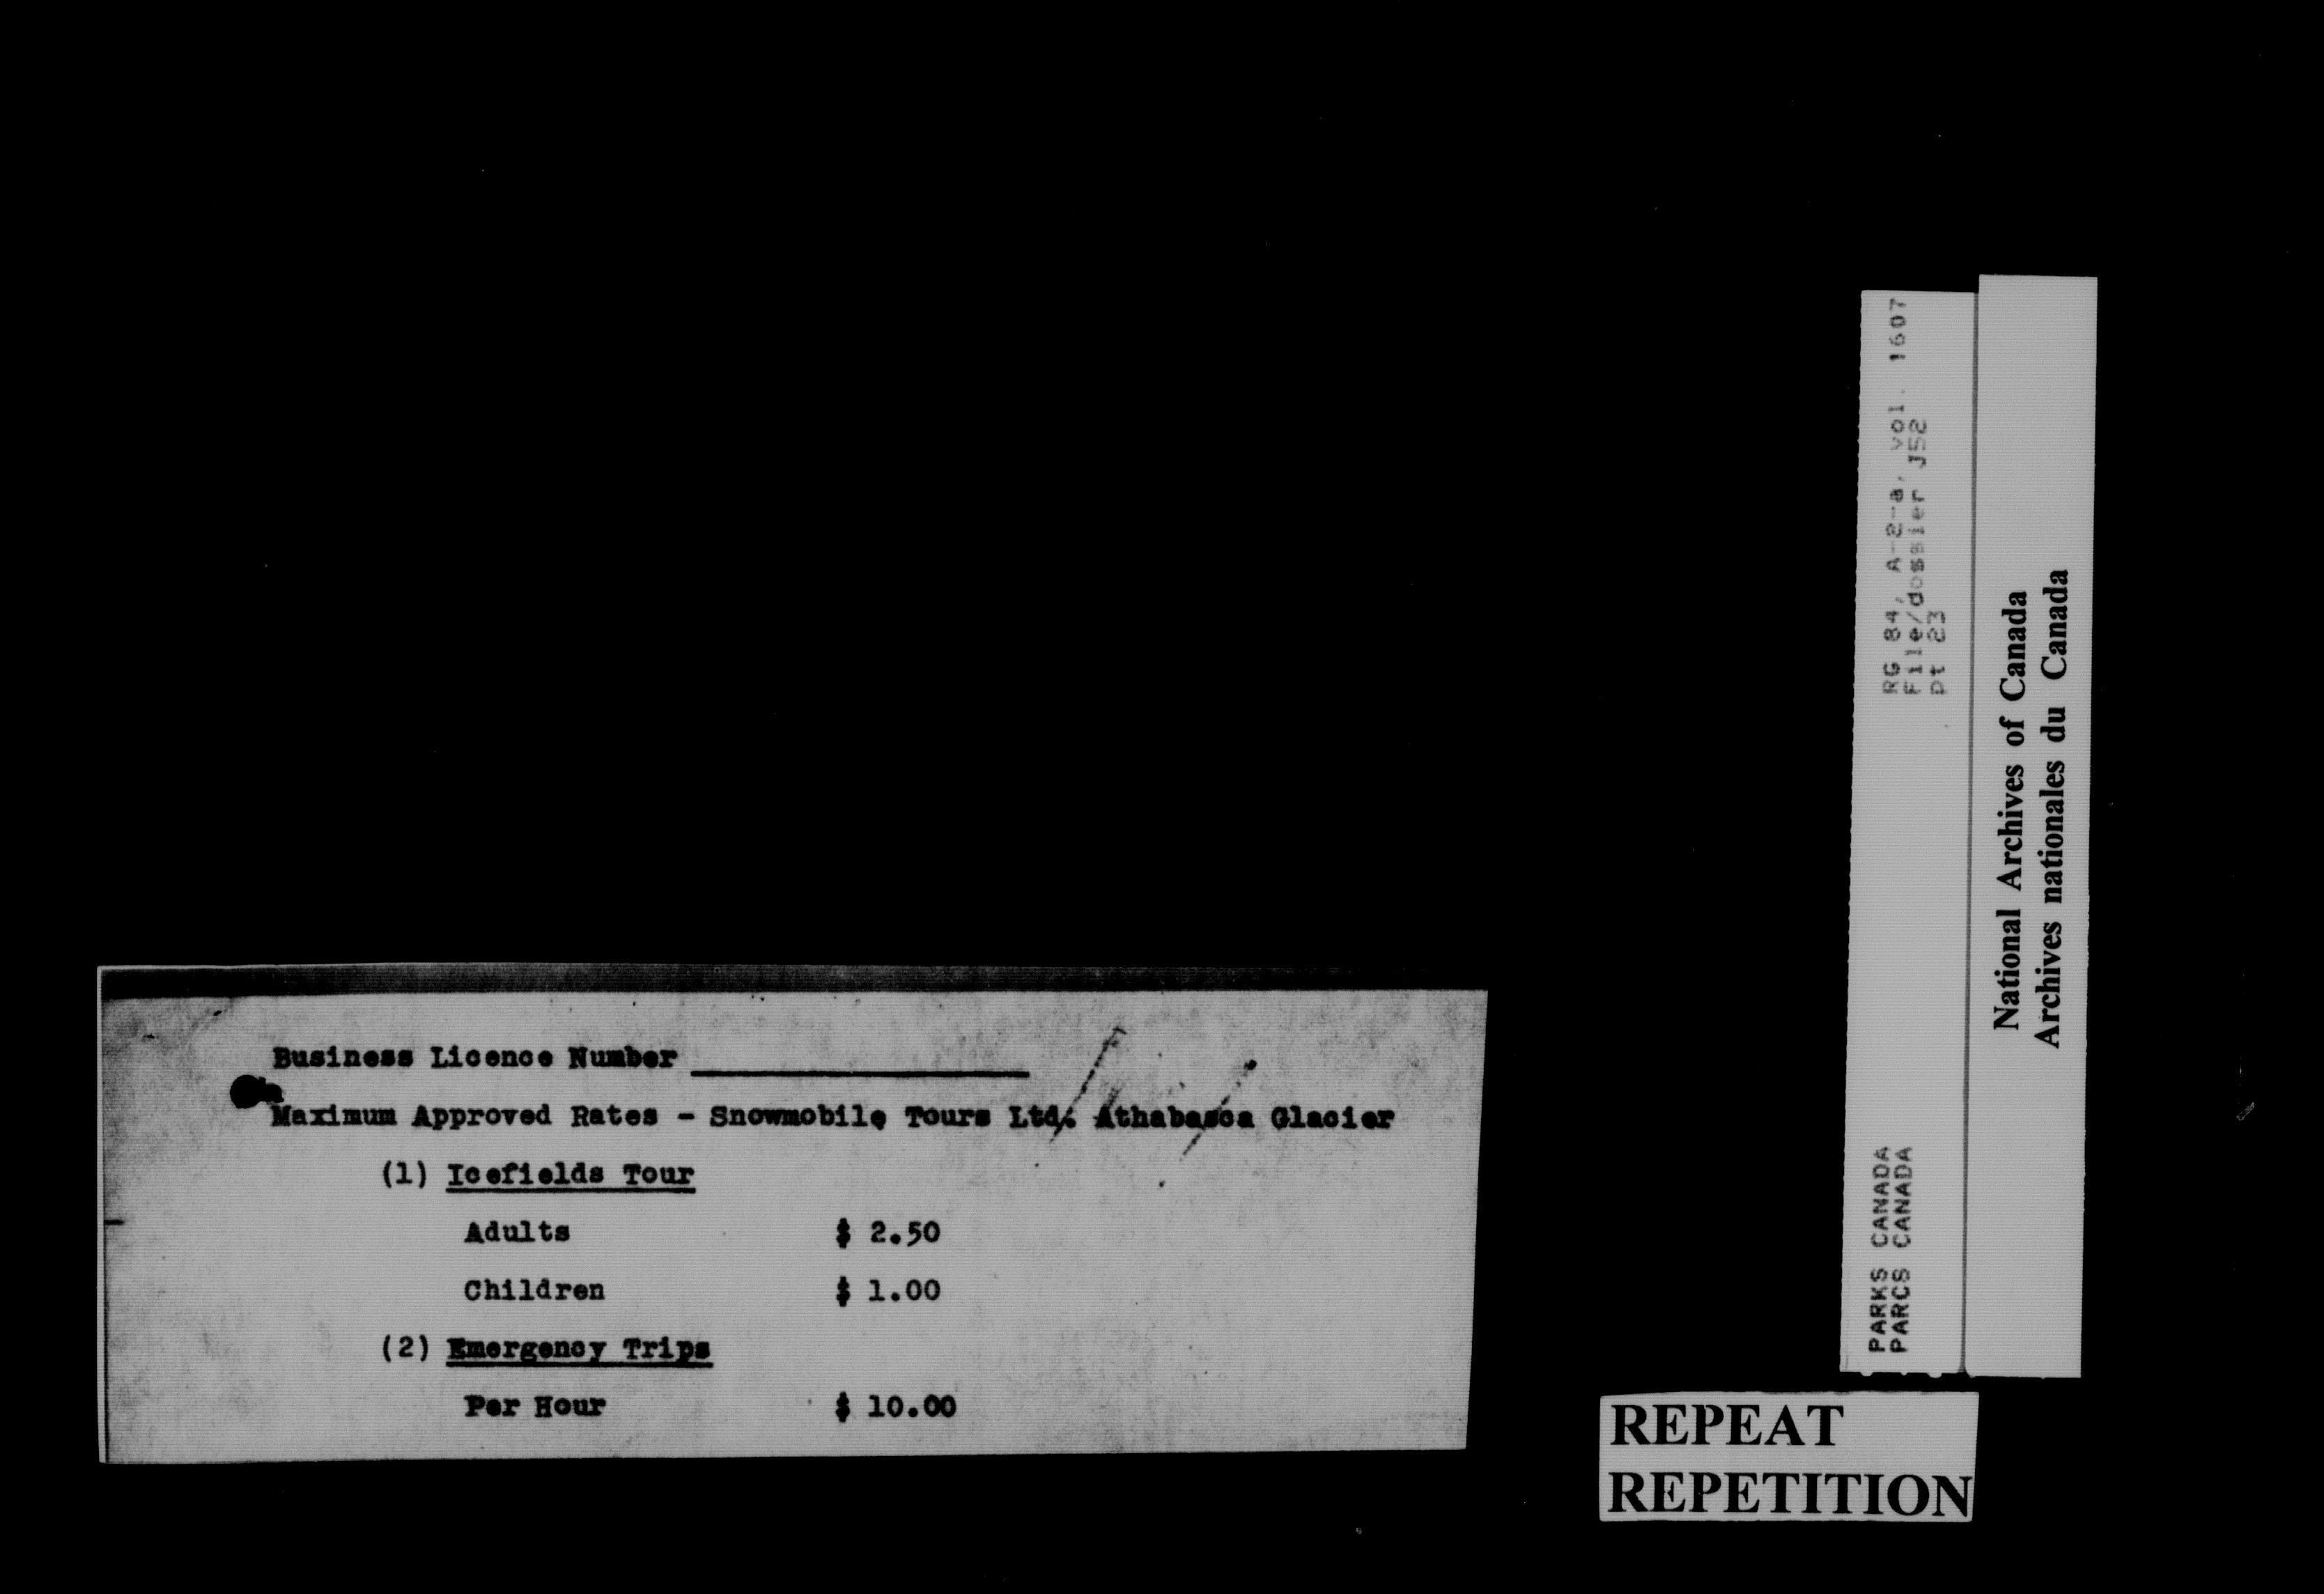 Business Licence Number
Maximum Approved Rates - Snowmobile Tours Ltd. Athabasca Glacier
(1) Icefields Tour
Adults $ 2.50
Children $ 1.00
(2) Emergency Trips
Per Hour $ 10.00
PARKS CANADA
PARCS CANADA
RG 84, A-2-a, vol. 1607
File/dossier J52
pt 23
National Archives of Canada
Archives nationales du Canada
REPEAT
REPETITION